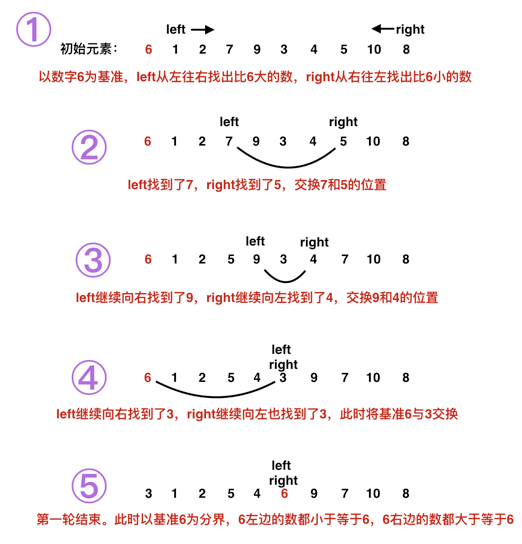 ① left right
初始元素： 6 1 2 7 9 3 4 5 10 8
以数字6为基准，left从左往右找出比6大的数，right从右往左找出比6小的数
left right
② 6 1 2 7 9 3 4 5 10 8
left找到了7，right找到了5，交换7和5的位置
left right
③ 6 1 2 5 9 3 4 7 10 8
left继续向右找到了9，right继续向左找到了4，交换9和4的位置
left
right
④ 6 1 2 5 4 3 9 7 10 8
left继续向右找到了3，right继续向左也找到了3，此时将基准6与3交换
left
right
⑤ 3 1 2 5 4 6 9 7 10 8
第一轮结束。此时以基准6为分界，6左边的数都小于等于6，6右边的数都大于等于6